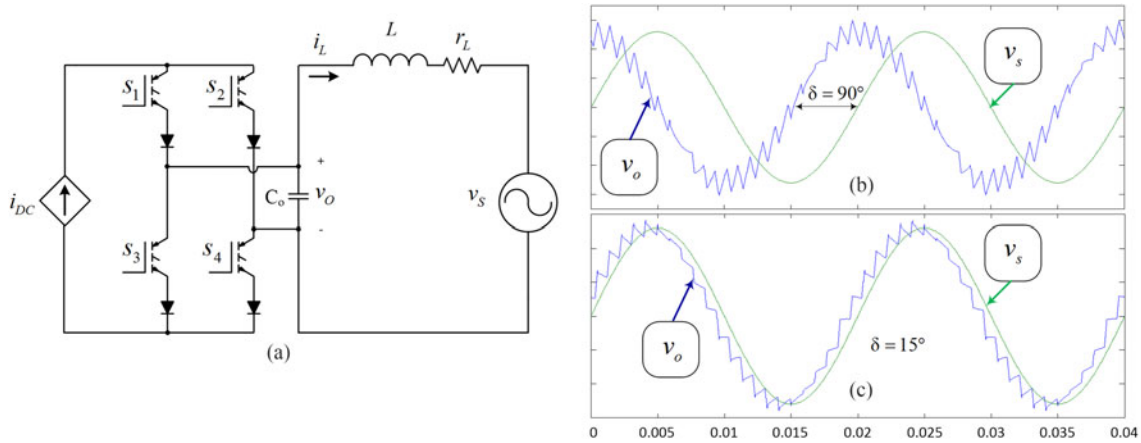 i_L
L
r_L
s_1
s_2
i_DC
+
C_o
v_O
-
v_S
s_3
s_4
(a)
v_s
δ = 90°
v_o
(b)
v_s
v_o
δ = 15°
(c)
0 0.005 0.01 0.015 0.02 0.025 0.03 0.035 0.04